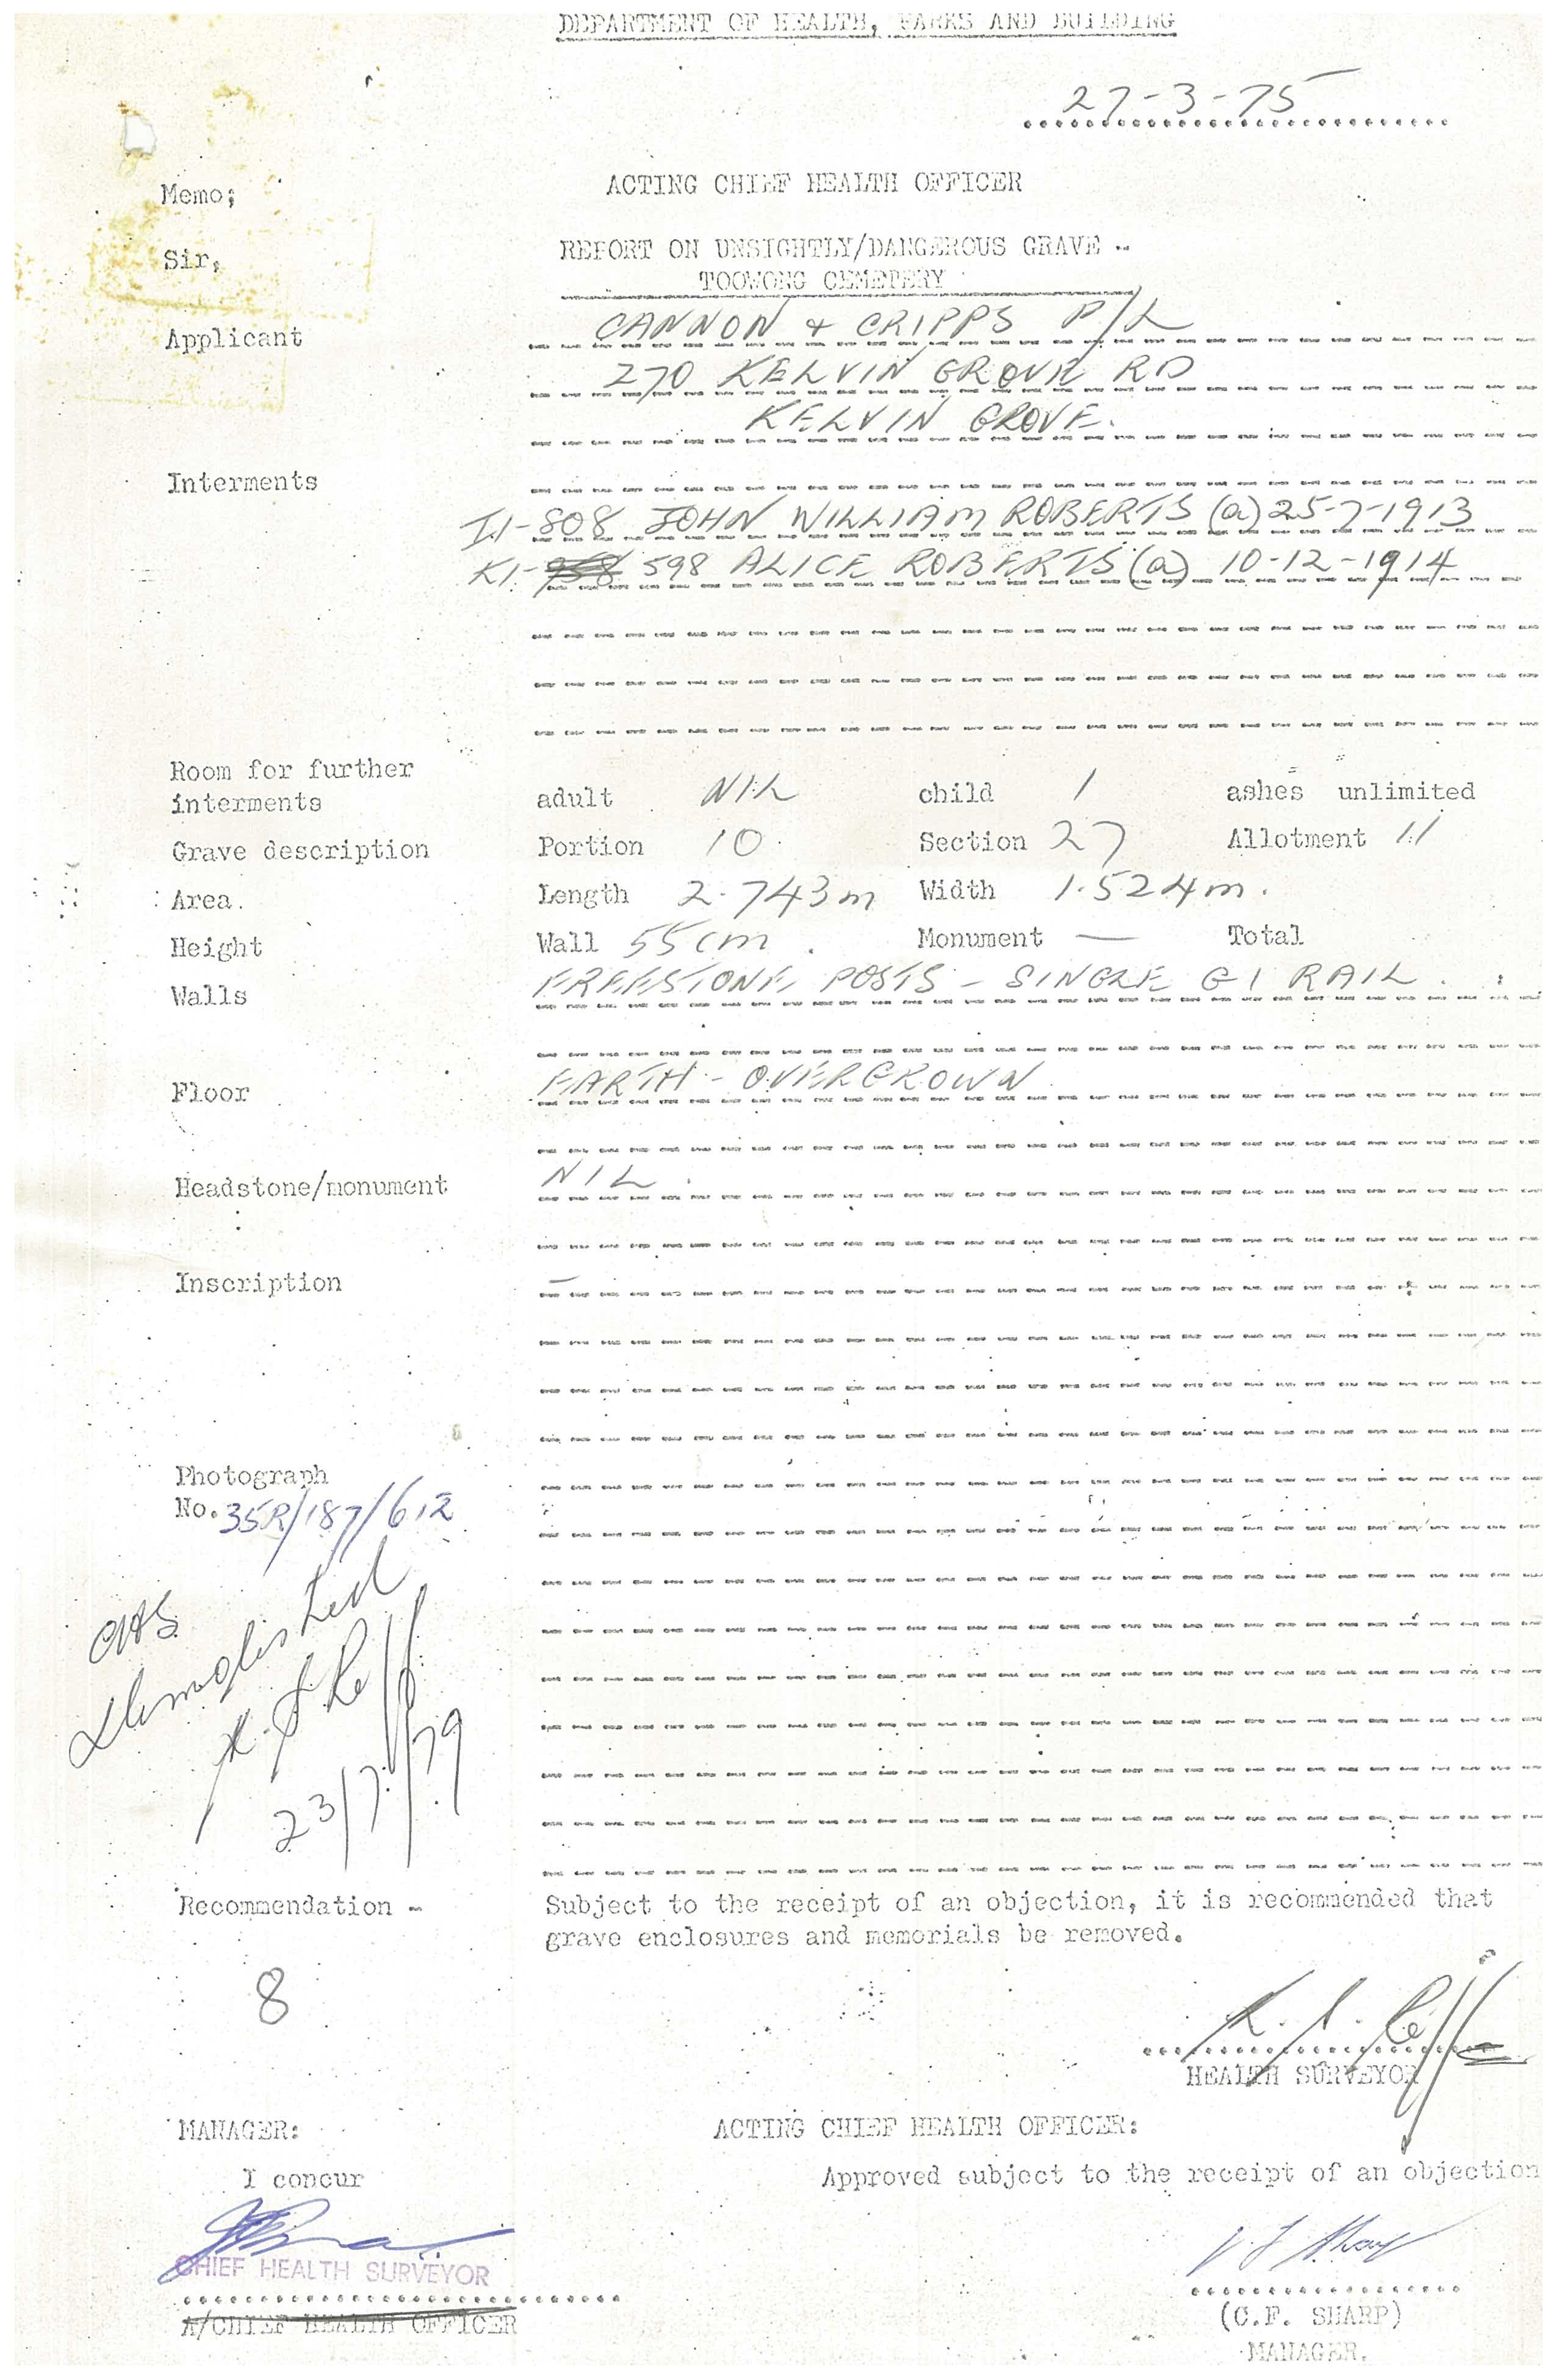 DEPARTMENT OF HEALTH, PARKS AND BUILDING
27-3-75
Memo; ACTING CHIEF HEALTH OFFICER
Sir, REPORT ON UNSIGHTLY/DANGEROUS GRAVE --
TOOWONG CEMETERY
Applicant CANNON & CRIPPS P/L
270 KELVIN GROVE RD
KELVIN GROVE.
Interments
I1-808 JOHN WILLIAM ROBERTS (a) 25-7-1913
K1- 598 ALICE ROBERTS (a) 10-12-1914
Room for further
interments adult NIL child 1 ashes unlimited
Grave description Portion 10 Section 27 Allotment 11
Area. Length 2.743m Width 1.524m.
Height Wall 55cm. Monument — Total
Walls FREESTONE POSTS - SINGLE G I RAIL.
Floor EARTH - OVERGROWN
Headstone/monument NIL.
Inscription —
Photograph
No. 35R/187/612
Demolished
23/7/79
Recommendation - Subject to the receipt of an objection, it is recommended that
grave enclosures and memorials be removed.
8
HEALTH SURVEYOR
MANAGER: ACTING CHIEF HEALTH OFFICER:
I concur Approved subject to the receipt of an objection
CHIEF HEALTH SURVEYOR
A/CHIEF HEALTH OFFICER (C.F. SHARP)
MANAGER.